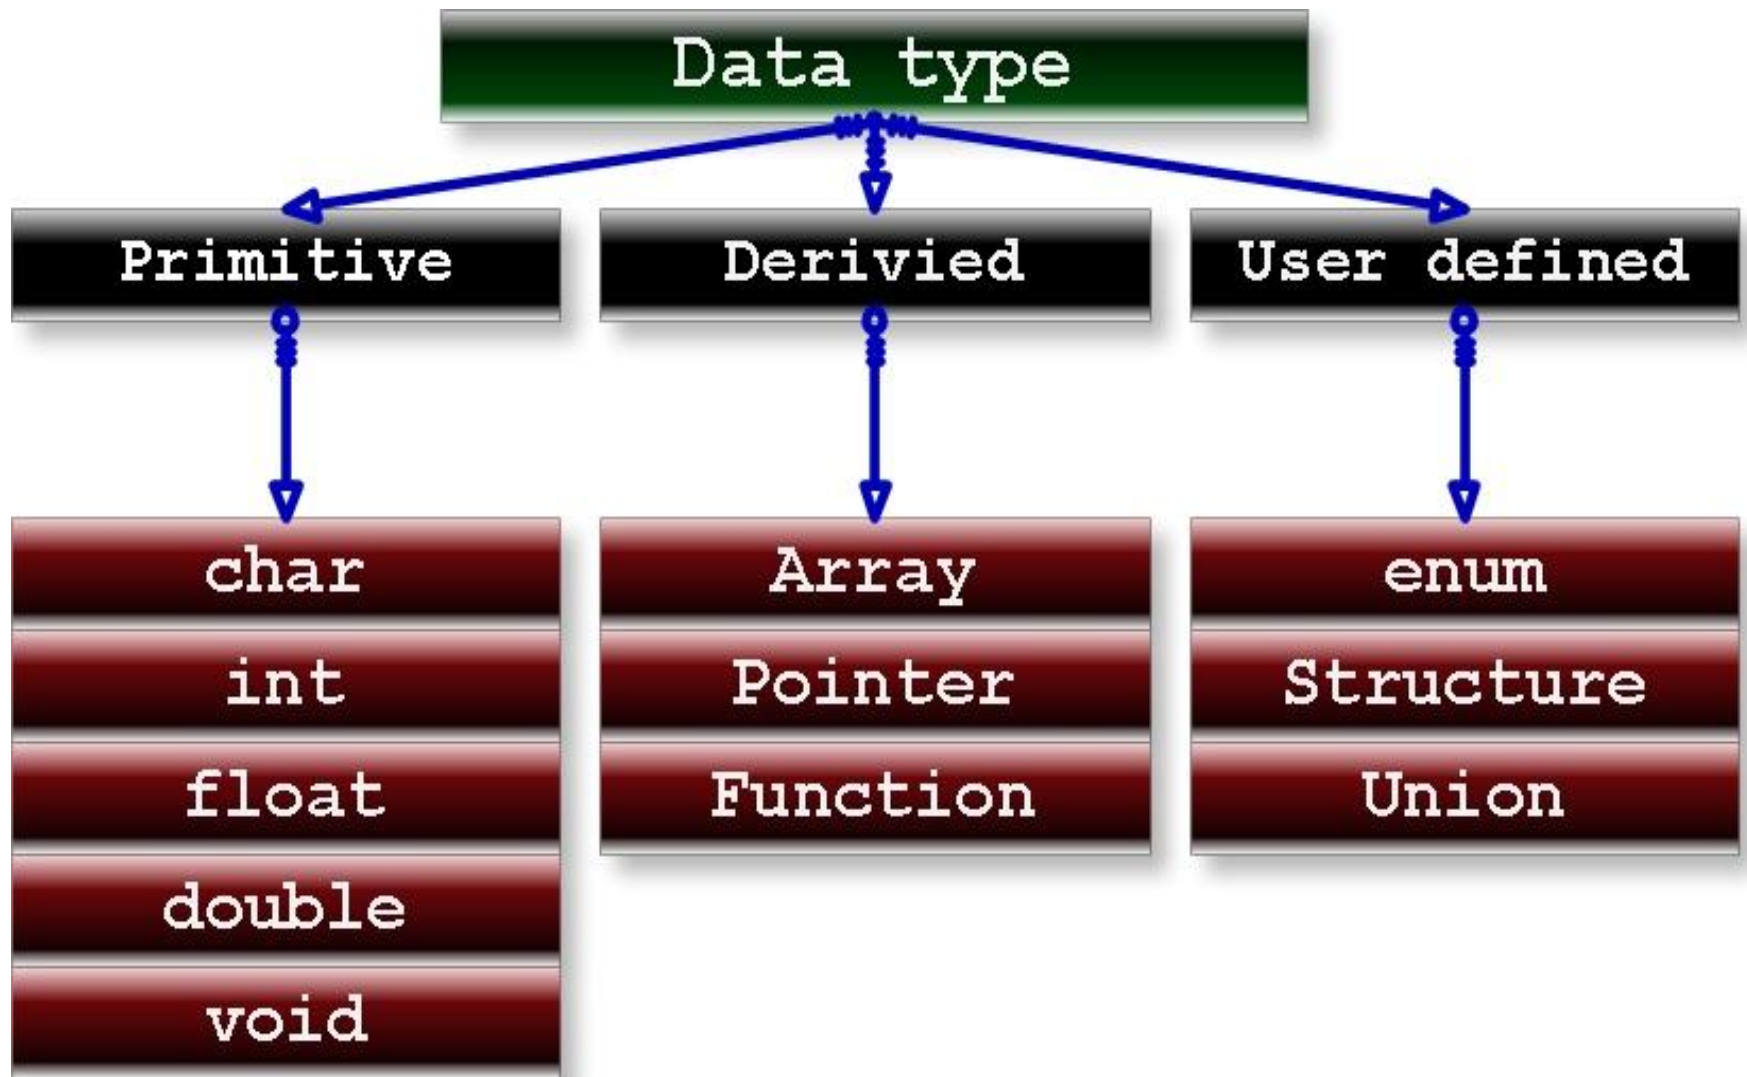 Data type
Primitive
Derivied
User defined
char
int
float
double
void
Array
Pointer
Function
enum
Structure
Union